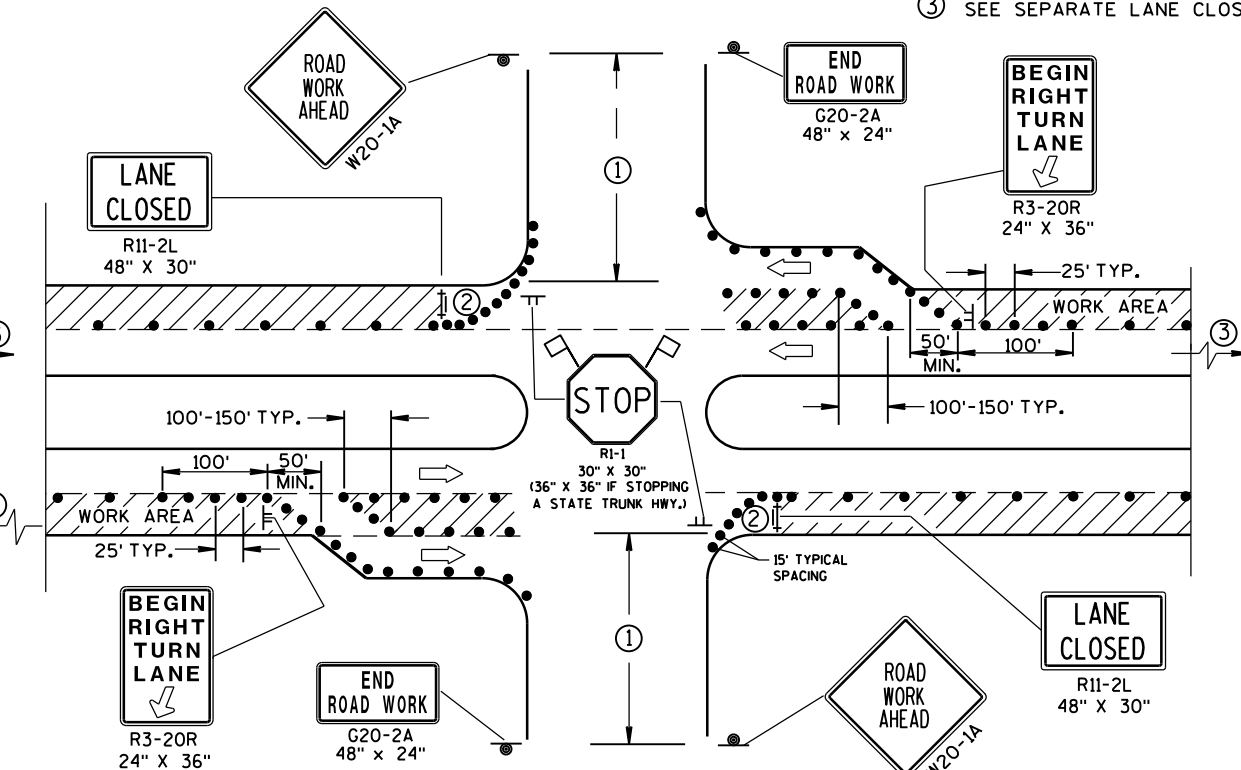 ③ SEE SEPARATE LANE CLOS
ROAD
WORK
AHEAD
W20-1A
END
ROAD WORK
G20-2A
48" x 24"
BEGIN
RIGHT
TURN
LANE
R3-20R
24" X 36"
LANE
CLOSED
R11-2L
48" X 30"
①
②
25' TYP.
WORK AREA
③
50'
MIN.
100'
100'-150' TYP.
STOP
R1-1
30" X 30"
(36" X 36" IF STOPPING
A STATE TRUNK HWY.)
100'-150' TYP.
100'
50'
MIN.
WORK AREA
25' TYP.
②
15' TYPICAL
SPACING
①
BEGIN
RIGHT
TURN
LANE
R3-20R
24" X 36"
END
ROAD WORK
G20-2A
48" x 24"
ROAD
WORK
AHEAD
W20-1A
LANE
CLOSED
R11-2L
48" X 30"